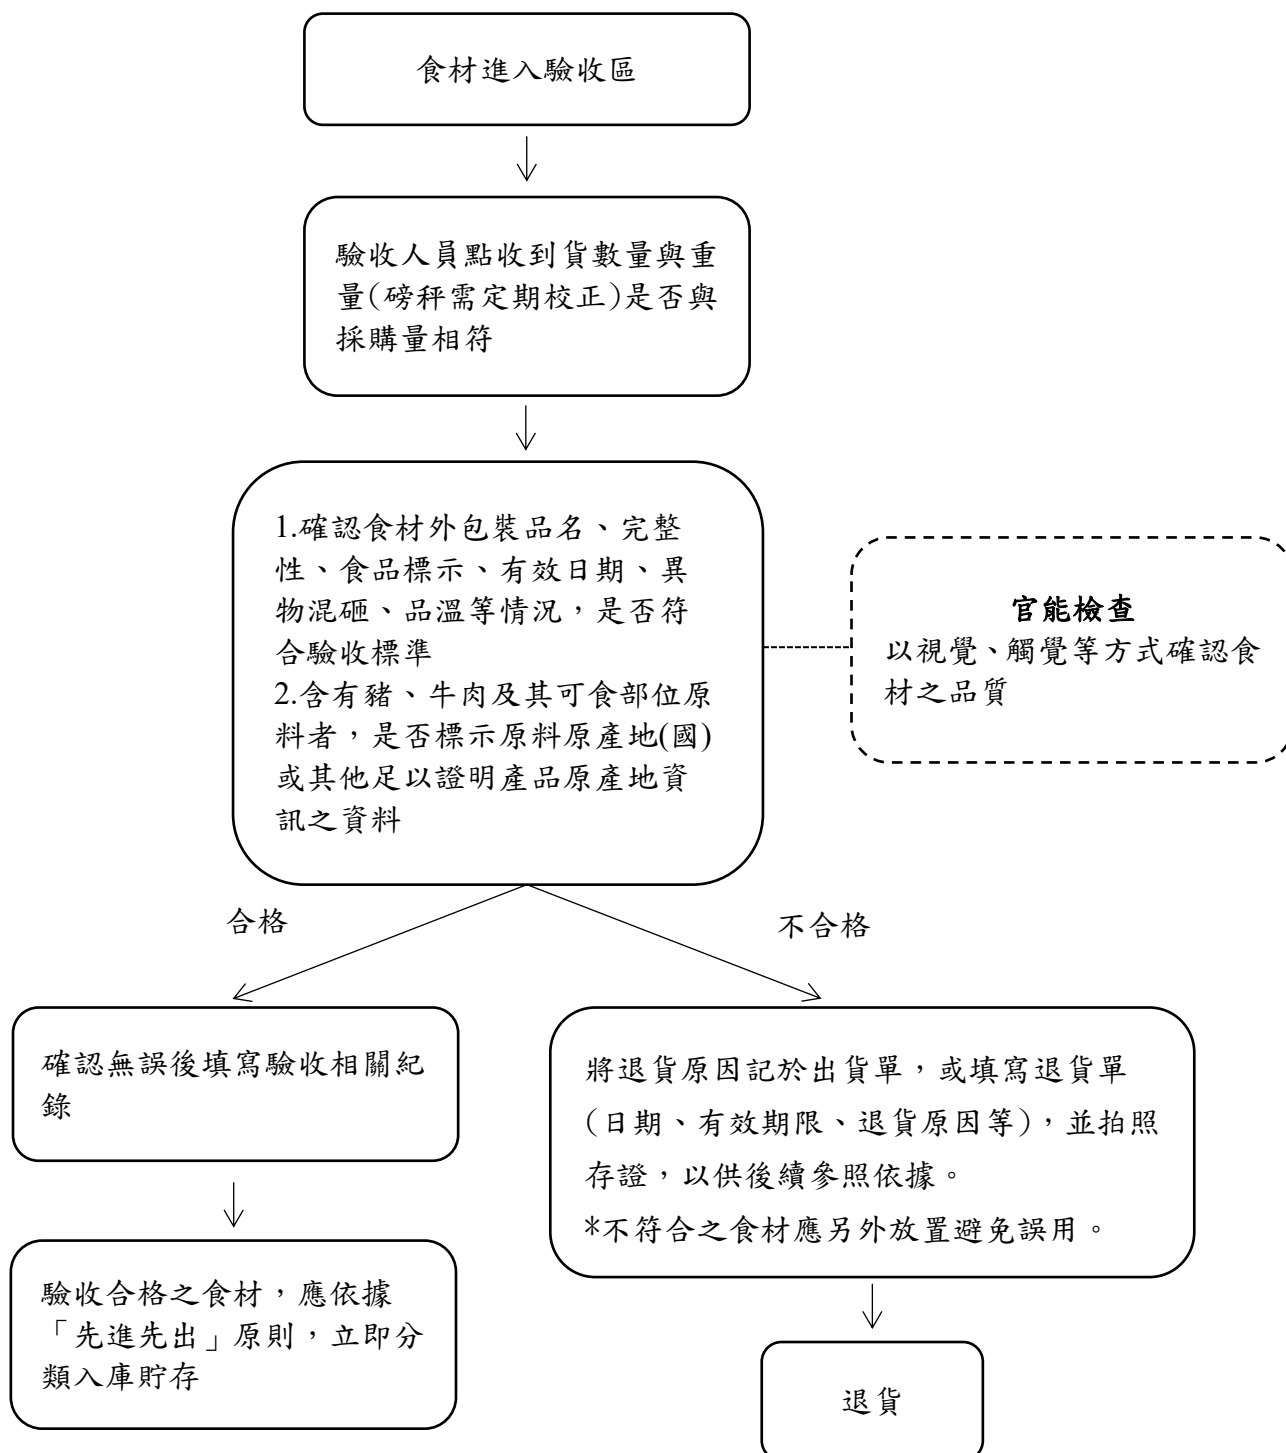 食材進入驗收區
驗收人員點收到貨數量與重
量(磅秤需定期校正)是否與
採購量相符
1.確認食材外包裝品名、完整
性、食品標示、有效日期、異
物混砸、品溫等情況，是否符
合驗收標準
2.含有豬、牛肉及其可食部位原
料者，是否標示原料原產地(國)
或其他足以證明產品原產地資
訊之資料
官能檢查
以視覺、觸覺等方式確認食
材之品質
合格
不合格
確認無誤後填寫驗收相關紀
錄
將退貨原因記於出貨單，或填寫退貨單
(日期、有效期限、退貨原因等)，並拍照
存證，以供後續參照依據。
*不符合之食材應另外放置避免誤用。
驗收合格之食材，應依據
「先進先出」原則，立即分
類入庫貯存
退貨